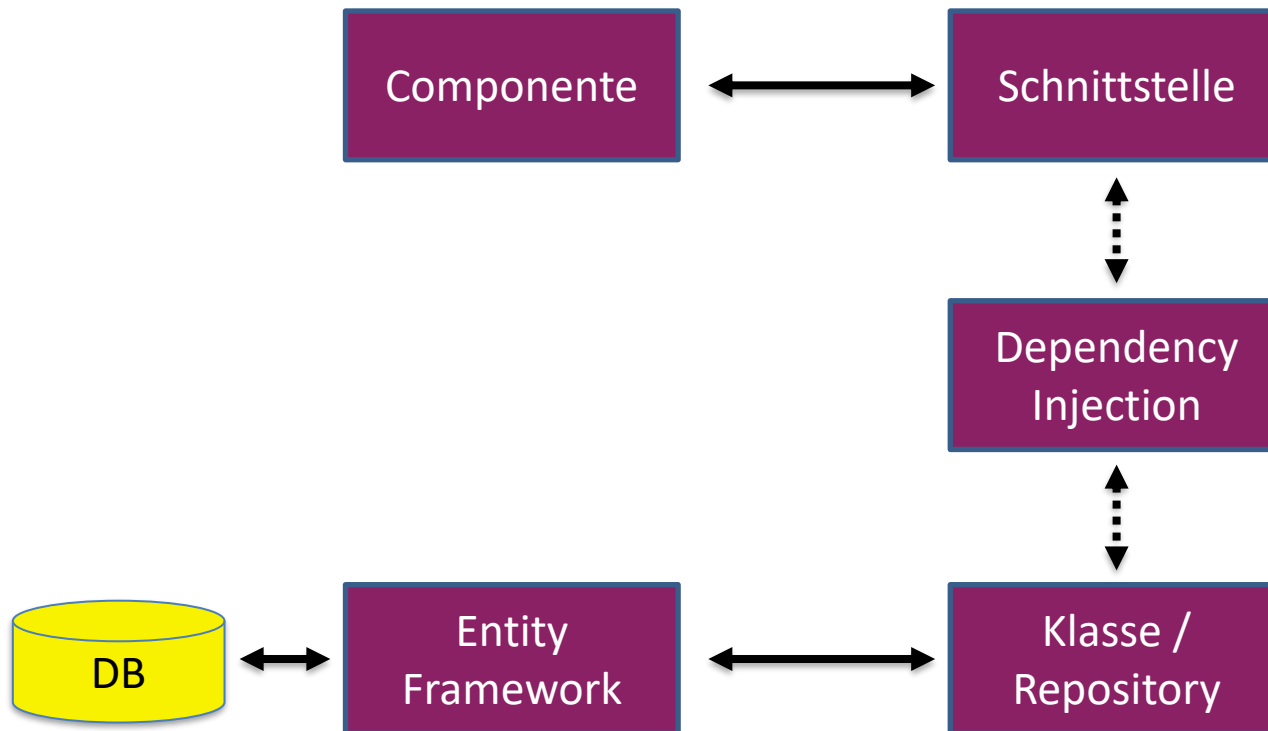 Componente
Schnittstelle
Dependency
Injection
DB
Entity
Framework
Klasse /
Repository